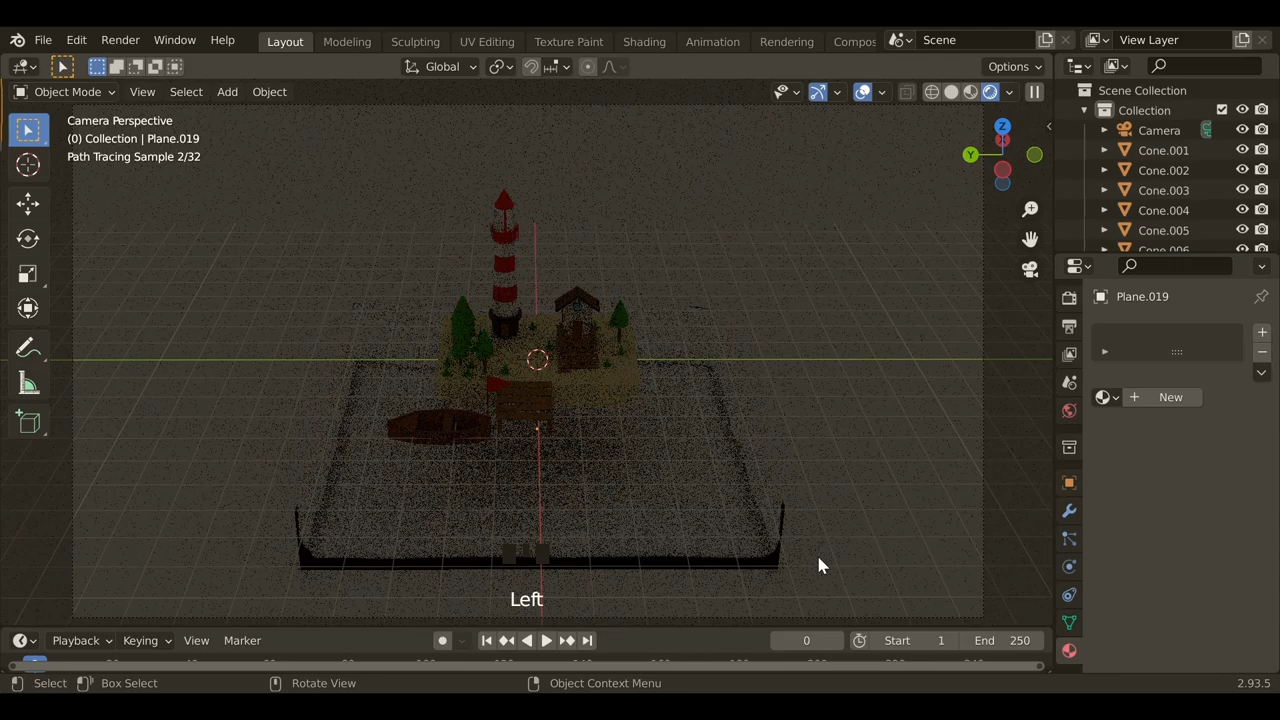 File Edit Render Window Help Layout Modeling Sculpting UV Editing Texture Paint Shading Animation Rendering Compos Scene View Layer
Global Options
Object Mode View Select Add Object
Camera Perspective
(0) Collection | Plane.019
Path Tracing Sample 2/32
Z
Y
Left
Scene Collection
Collection
Camera
Cone.001
Cone.002
Cone.003
Cone.004
Cone.005
Cone.006
Plane.019
New
Playback Keying View Marker 0 Start 1 End 250
Select Box Select Rotate View Object Context Menu 2.93.5